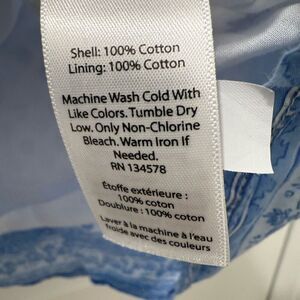 Shell: 100% Cotton
Lining: 100% Cotton
Machine Wash Cold With
Like Colors. Tumble Dry
Low. Only Non-Chlorine
Bleach. Warm Iron If
Needed.
RN 134578
Étoffe extérieure :
100% coton
Doublure : 100% coton
Laver à la machine à l'eau
froide avec des couleurs